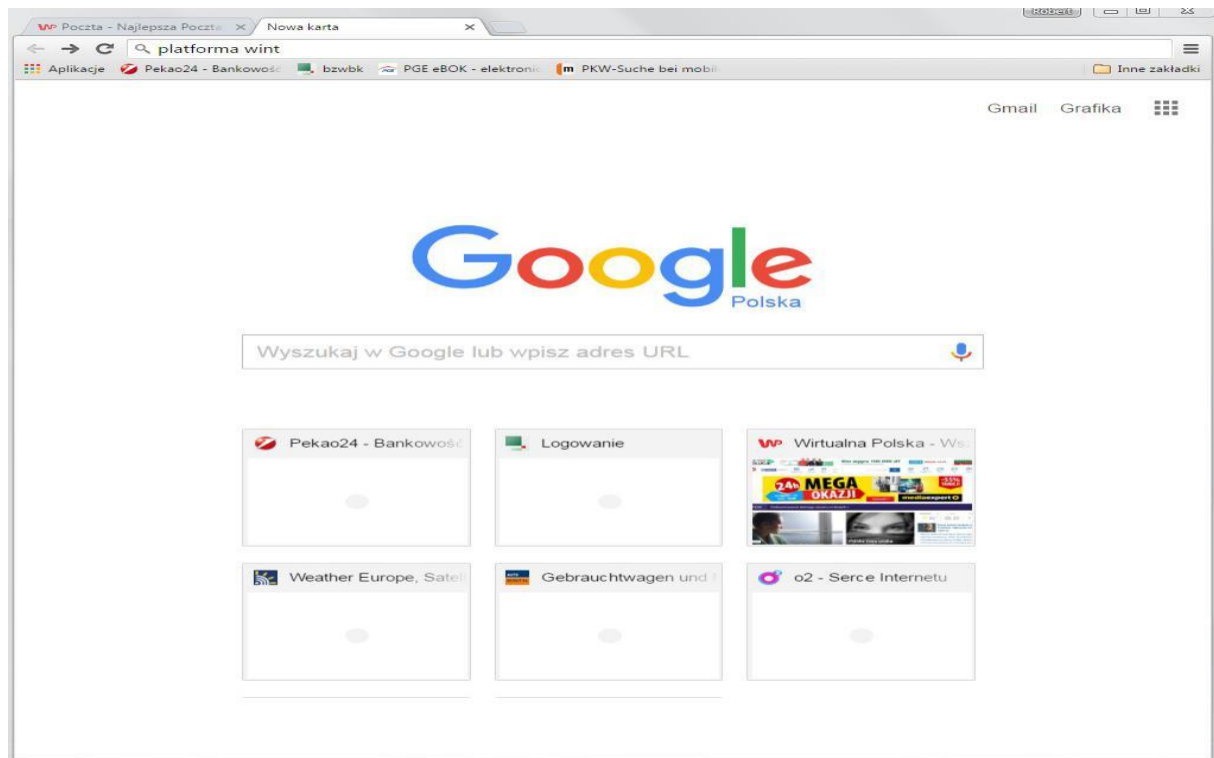 Robert
Poczta - Najlepsza Poczta
Nowa karta
platforma wint
Aplikacje Pekao24 - Bankowość bzwbk PGE eBOK - elektronic PKW-Suche bei mobil Inne zakładki
Gmail Grafika
Google
Polska
Wyszukaj w Google lub wpisz adres URL
Pekao24 - Bankowość Logowanie Wirtualna Polska - Ws
24h MEGA OKAZJI
mediaexpert
Weather Europe, Satell Gebrauchtwagen und o2 - Serce Internetu